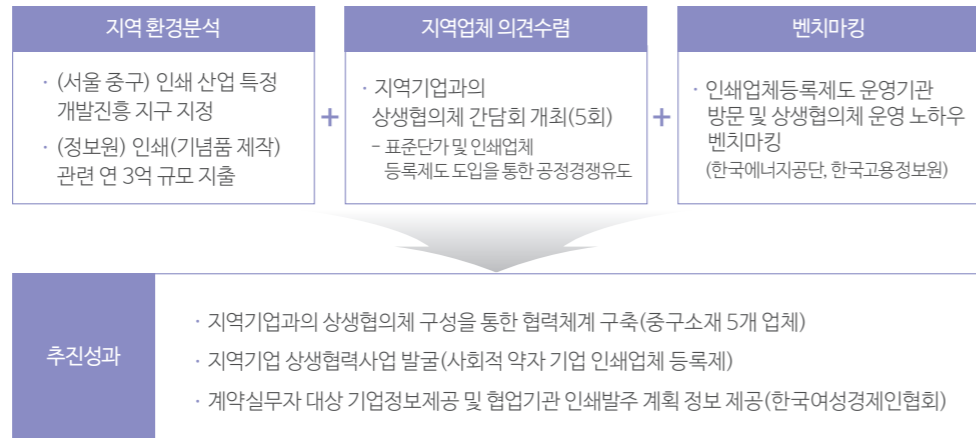 지역 환경분석
· (서울 중구) 인쇄 산업 특정
개발진흥 지구 지정
· (정보원) 인쇄(기념품 제작)
관련 연 3억 규모 지출
+
지역업체 의견수렴
· 지역기업과의
상생협의체 간담회 개최(5회)
- 표준단가 및 인쇄업체
등록제도 도입을 통한 공정경쟁유도
+
벤치마킹
· 인쇄업체등록제도 운영기관
방문 및 상생협의체 운영 노하우
벤치마킹
(한국에너지공단, 한국고용정보원)
추진성과
· 지역기업과의 상생협의체 구성을 통한 협력체계 구축(중구소재 5개 업체)
· 지역기업 상생협력사업 발굴(사회적 약자 기업 인쇄업체 등록제)
· 계약실무자 대상 기업정보제공 및 협업기관 인쇄발주 계획 정보 제공(한국여성경제인협회)